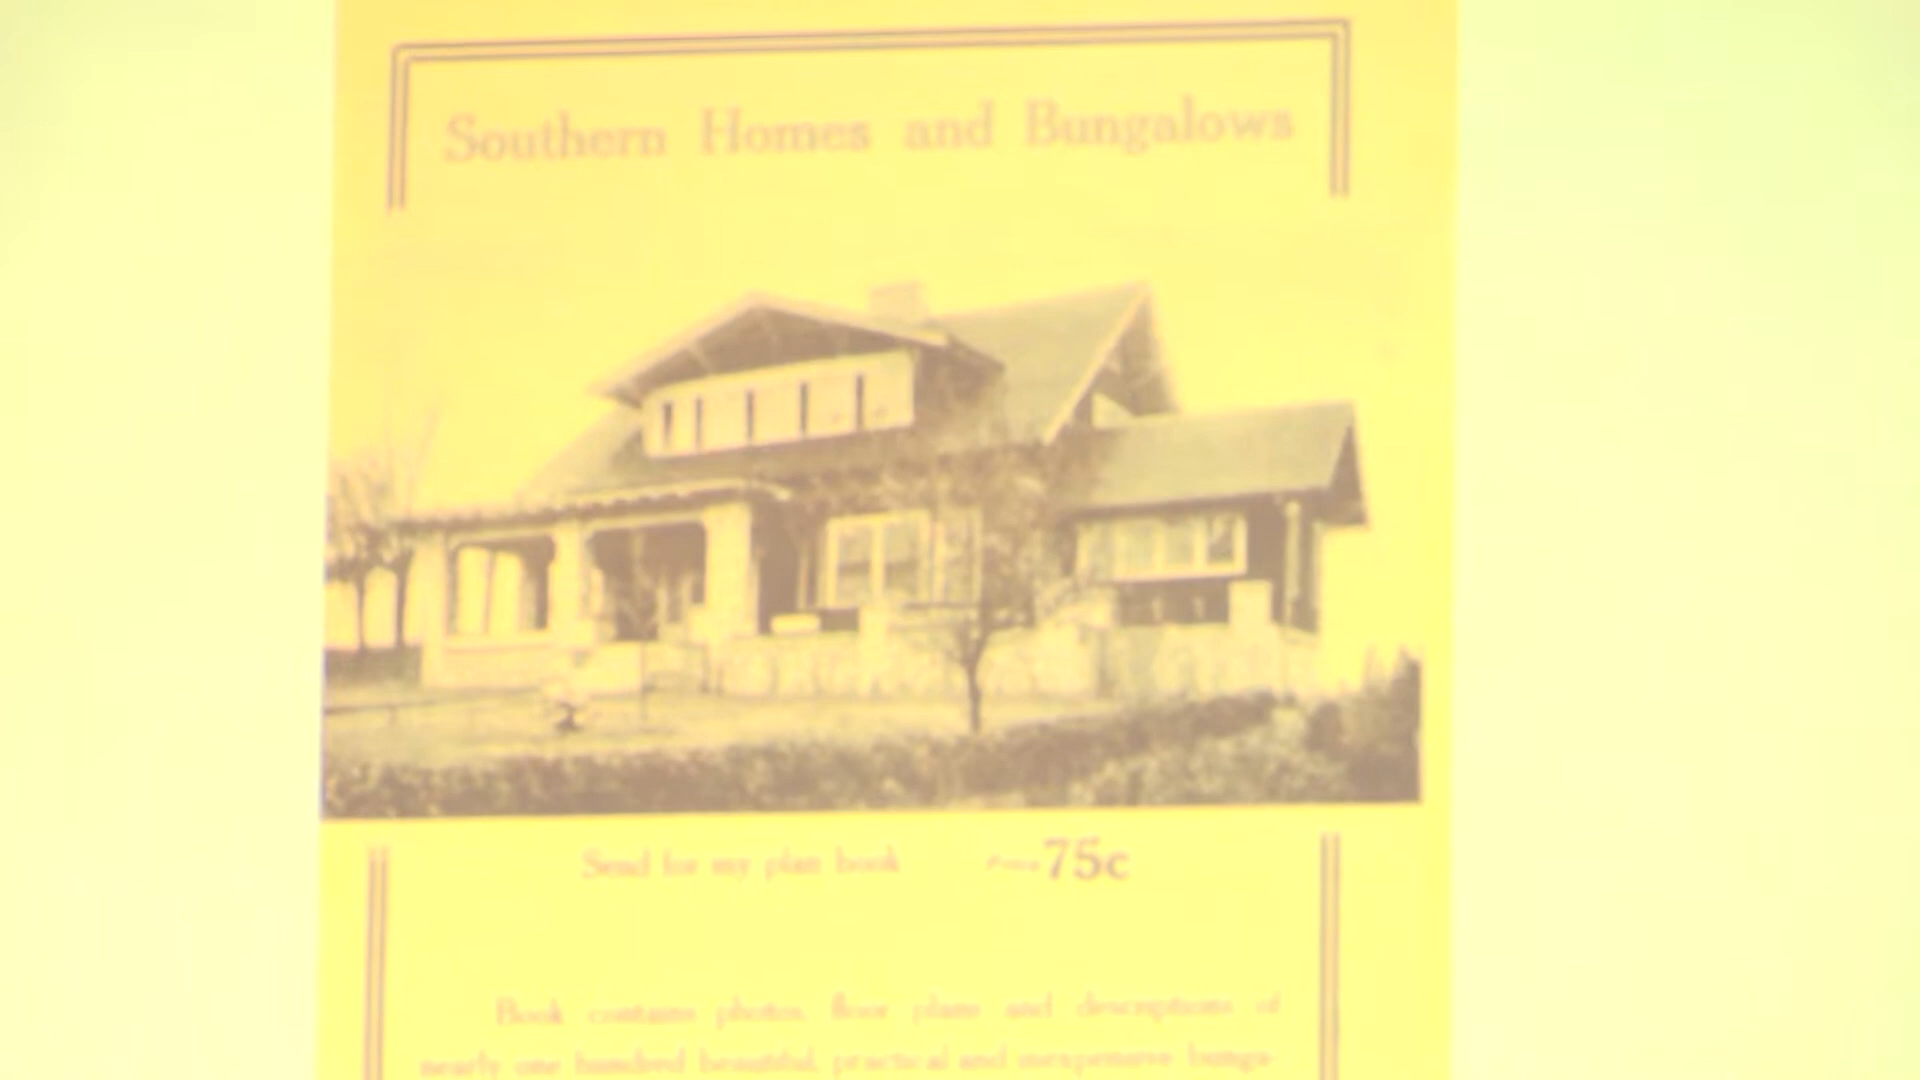 Southern Homes and Bungalows
Send for my plan book 75c
Book contains photos, floor plans and descriptions of
nearly one hundred beautiful, practical and inexpensive bunga-